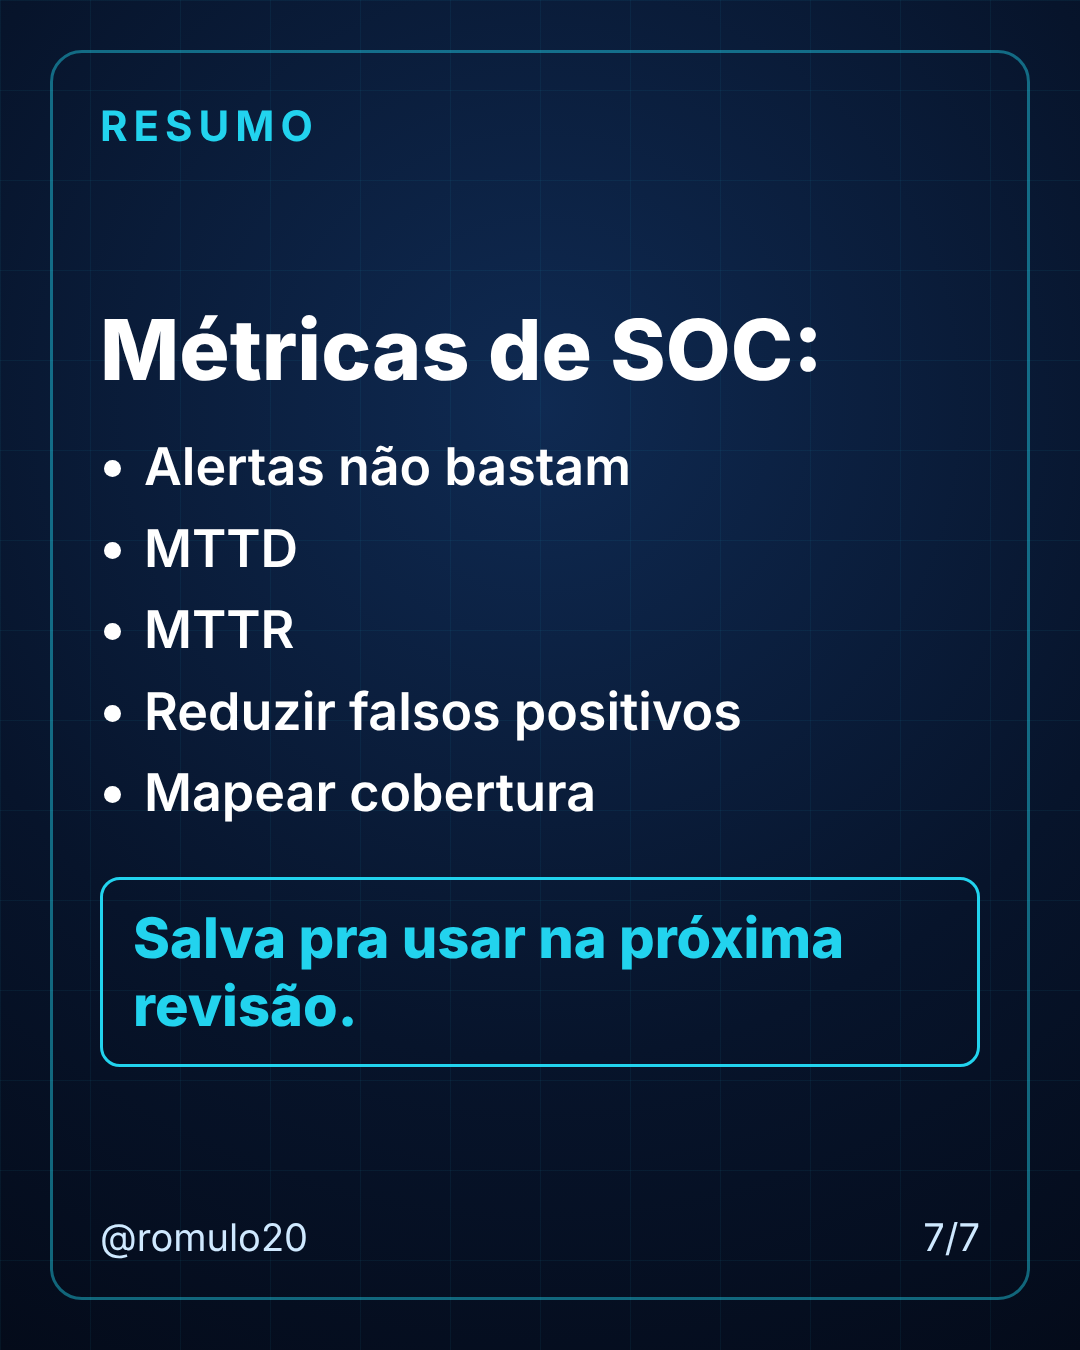 RESUMO
Métricas de SOC:
• Alertas não bastam
• MTTD
• MTTR
• Reduzir falsos positivos
• Mapear cobertura
Salva pra usar na próxima
revisão.
@romulo20
7/7